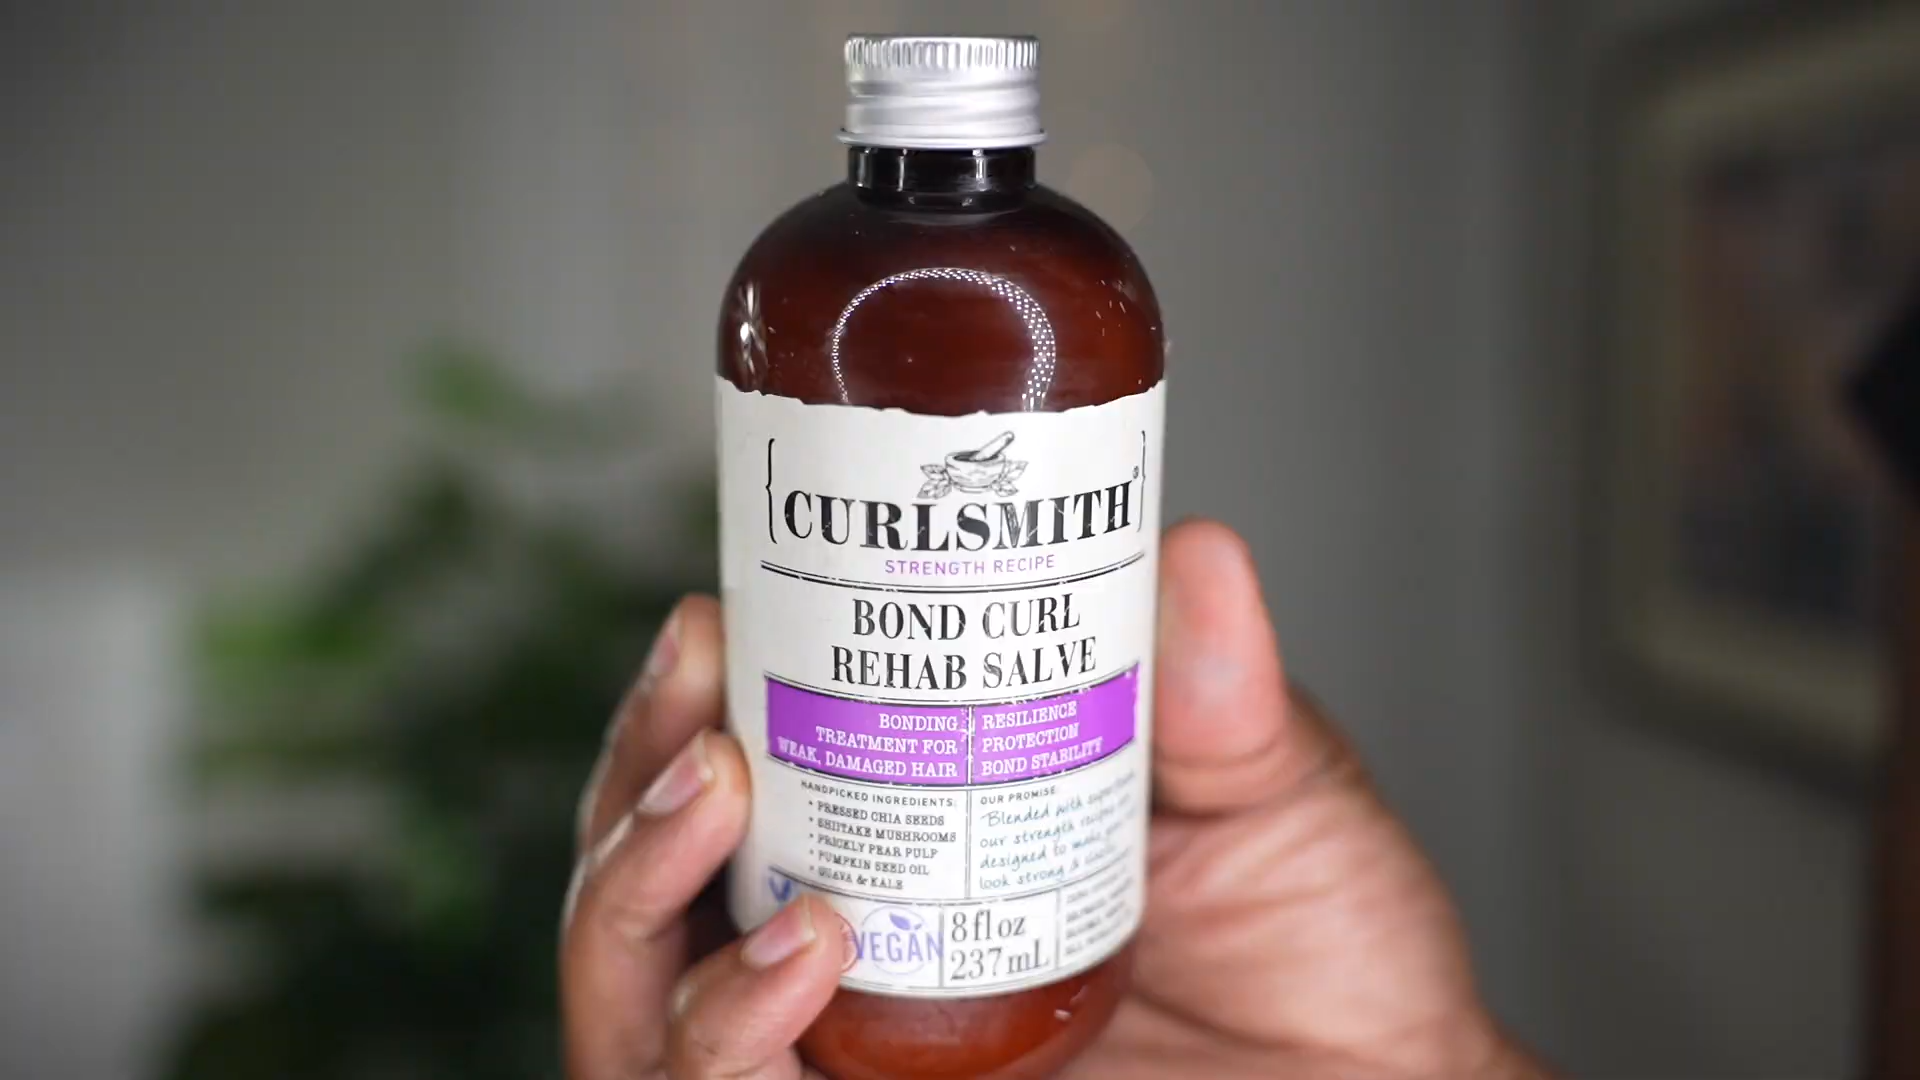 {CURLSMITH}
STRENGTH RECIPE
BOND CURL
REHAB SALVE
BONDING
TREATMENT FOR
WEAK, DAMAGED HAIR
RESILIENCE
PROTECTION
BOND STABILITY
HANDPICKED INGREDIENTS:
• PRESSED CHIA SEEDS
• SHIITAKE MUSHROOMS
• PRICKLY PEAR PULP
• PUMPKIN SEED OIL
• GUAVA & KALE
OUR PROMISE:
"Blended with
our strength
designed to make
look strong &
VEGAN
8 fl oz
237 mL